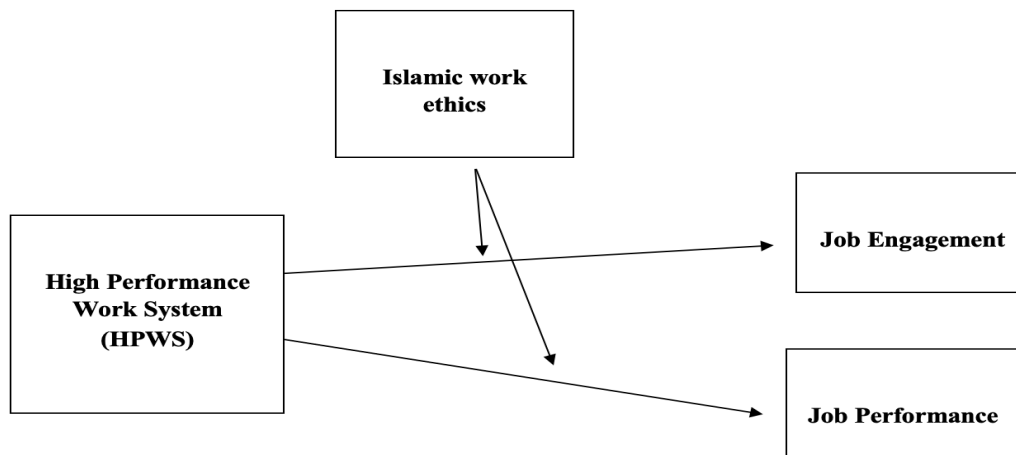 Islamic work
ethics
High Performance
Work System
(HPWS)
Job Engagement
Job Performance